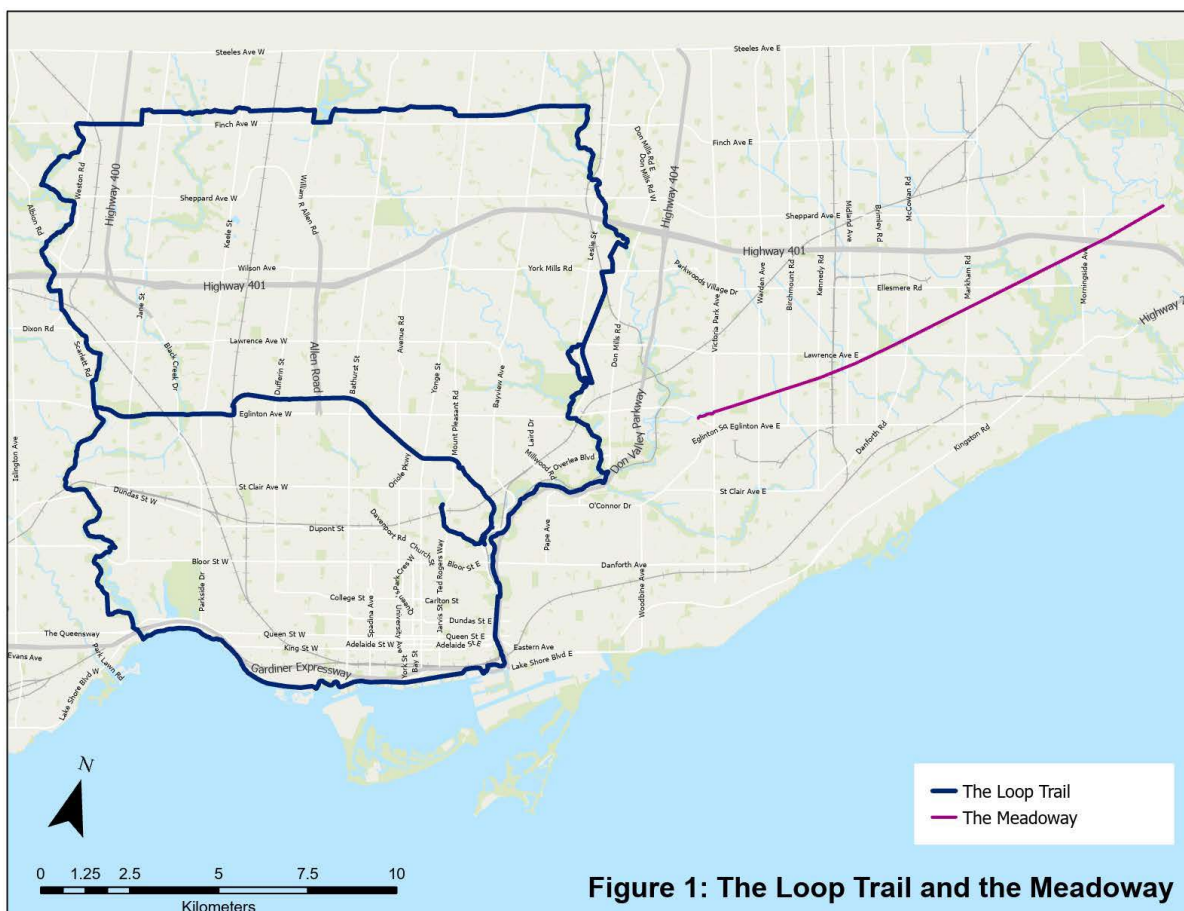 Steeles Ave W
Steeles Ave E
Finch Ave W
Don Mills Rd E
Don Mills Rd W
Finch Ave E
Highway 404
Weston Rd
Highway 400
Sheppard Ave W
William R Allen Rd
Keele St
Albion Rd
McCowan Rd
Midland Ave
Brimley Rd
Sheppard Ave E
Leslie St
Highway 401
Wilson Ave
York Mills Rd
Parkwoods Village Dr
Warden Ave
Birchmount Rd
Kennedy Rd
Ellesmere Rd
Markham Rd
Morningside Ave
Highway 401
Jane St
Victoria Park Ave
Highway 2
Dixon Rd
Scarlett Rd
Black Creek Dr
Lawrence Ave W
Allen Road
Avenue Rd
Don Mills Rd
Lawrence Ave E
Dufferin St
Bathurst St
Yonge St
Bayview Ave
Eglinton Ave W
Mount Pleasant Rd
Laird Dr
Don Valley Parkway
Eglinton SA
Eglinton Ave E
Danforth Rd
Kingston Rd
Islington Ave
Oriole Pkwy
Millwood Rd
Overlea Blvd
Dundas St W
St Clair Ave W
St Clair Ave E
O'Connor Dr
Dupont St
Davenport Rd
Pape Ave
Church St
Ted Rogers Way
Bloor St W
Bloor St E
Danforth Ave
Parkside Dr
Queen's Park Cres W
Woodbine Ave
College St
Carlton St
Spadina Ave
University Ave
Jarvis St
Dundas St E
The Queensway
Queen St W
Queen St E
King St W
Adelaide St W
Adelaide St E
Eastern Ave
Evans Ave
Park Lawn Rd
Lake Shore Blvd W
Gardiner Expressway
York St
Bay St
Lake Shore Blvd E
N
The Loop Trail
The Meadoway
0 1.25 2.5 5 7.5 10
Kilometers
Figure 1: The Loop Trail and the Meadoway